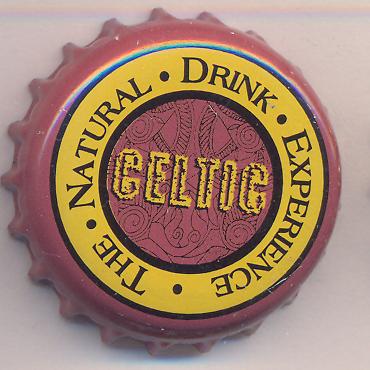 THE • NATURAL • DRINK • EXPERIENCE •
CELTIC